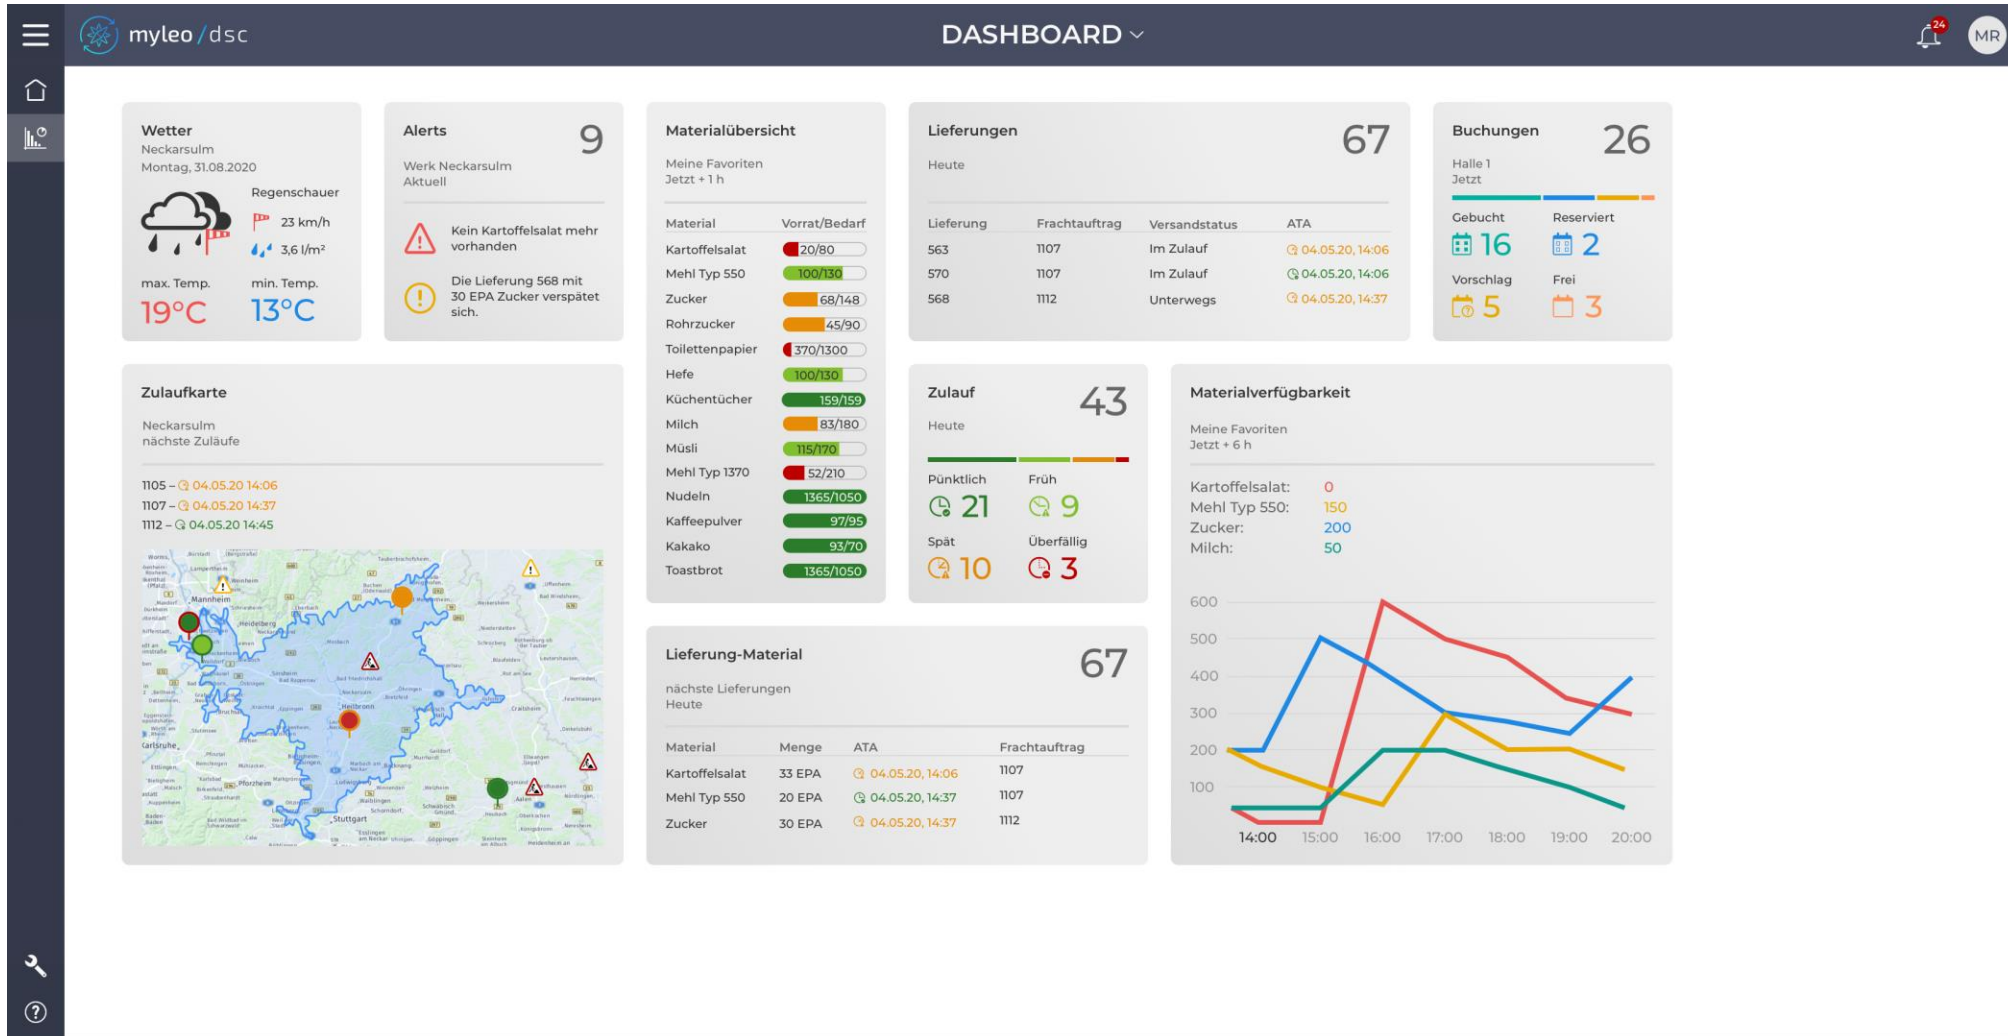 myleo/dsc
DASHBOARD
24
MR
Wetter
Neckarsulm
Montag, 31.08.2020
Regenschauer
23 km/h
3,6 l/m²
max. Temp.
min. Temp.
19°C
13°C
Alerts
9
Werk Neckarsulm
Aktuell
Kein Kartoffelsalat mehr
vorhanden
Die Lieferung 568 mit
30 EPA Zucker verspätet
sich.
Materialübersicht
Meine Favoriten
Jetzt + 1 h
Material Vorrat/Bedarf
Kartoffelsalat 20/80
Mehl Typ 550 100/130
Zucker 68/148
Rohrzucker 45/90
Toilettenpapier 370/1300
Hefe 100/130
Küchentücher 159/159
Milch 83/180
Müsli 115/170
Mehl Typ 1370 52/210
Nudeln 1365/1050
Kaffeepulver 97/95
Kakako 93/70
Toastbrot 1365/1050
Lieferungen
67
Heute
Lieferung Frachtauftrag Versandstatus ATA
563 1107 Im Zulauf 04.05.20, 14:06
570 1107 Im Zulauf 04.05.20, 14:06
568 1112 Unterwegs 04.05.20, 14:37
Buchungen
26
Halle 1
Jetzt
Gebucht Reserviert
16 2
Vorschlag Frei
5 3
Zulaufkarte
Neckarsulm
nächste Zuläufe
1105 – 04.05.20 14:06
1107 – 04.05.20 14:37
1112 – 04.05.20 14:45
Mannheim
Heidelberg
Heilbronn
Pforzheim
Stuttgart
Zulauf
43
Heute
Pünktlich Früh
21 9
Spät Überfällig
10 3
Lieferung-Material
67
nächste Lieferungen
Heute
Material Menge ATA Frachtauftrag
Kartoffelsalat 33 EPA 04.05.20, 14:06 1107
Mehl Typ 550 20 EPA 04.05.20, 14:37 1107
Zucker 30 EPA 04.05.20, 14:37 1112
Materialverfügbarkeit
Meine Favoriten
Jetzt + 6 h
Kartoffelsalat: 0
Mehl Typ 550: 150
Zucker: 200
Milch: 50
600
500
400
300
200
100
14:00 15:00 16:00 17:00 18:00 19:00 20:00